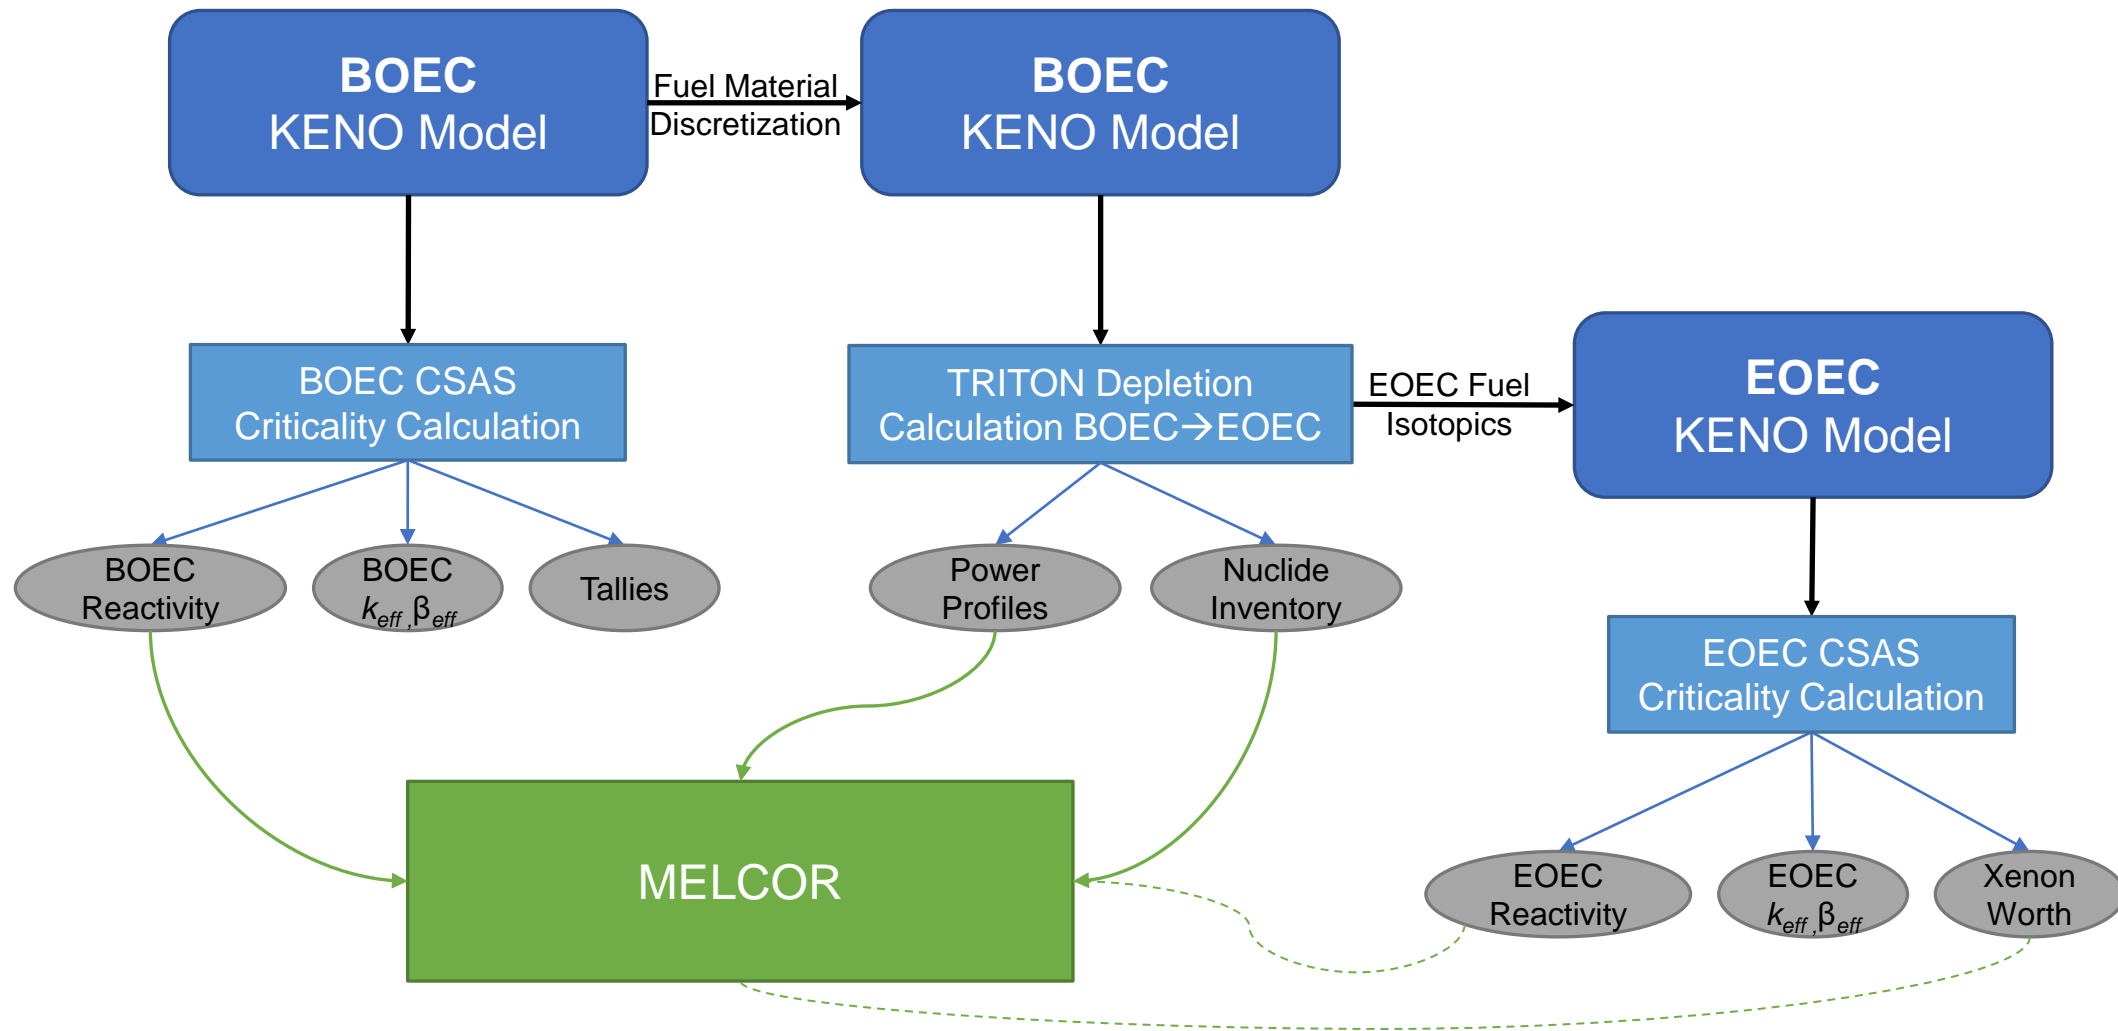 BOEC
KENO Model
Fuel Material
Discretization
BOEC
KENO Model
BOEC CSAS
Criticality Calculation
TRITON Depletion
Calculation BOEC→EOEC
EOEC Fuel
Isotopics
EOEC
KENO Model
BOEC
Reactivity
BOEC
keff,βeff
Tallies
Power
Profiles
Nuclide
Inventory
EOEC CSAS
Criticality Calculation
MELCOR
EOEC
Reactivity
EOEC
keff,βeff
Xenon
Worth